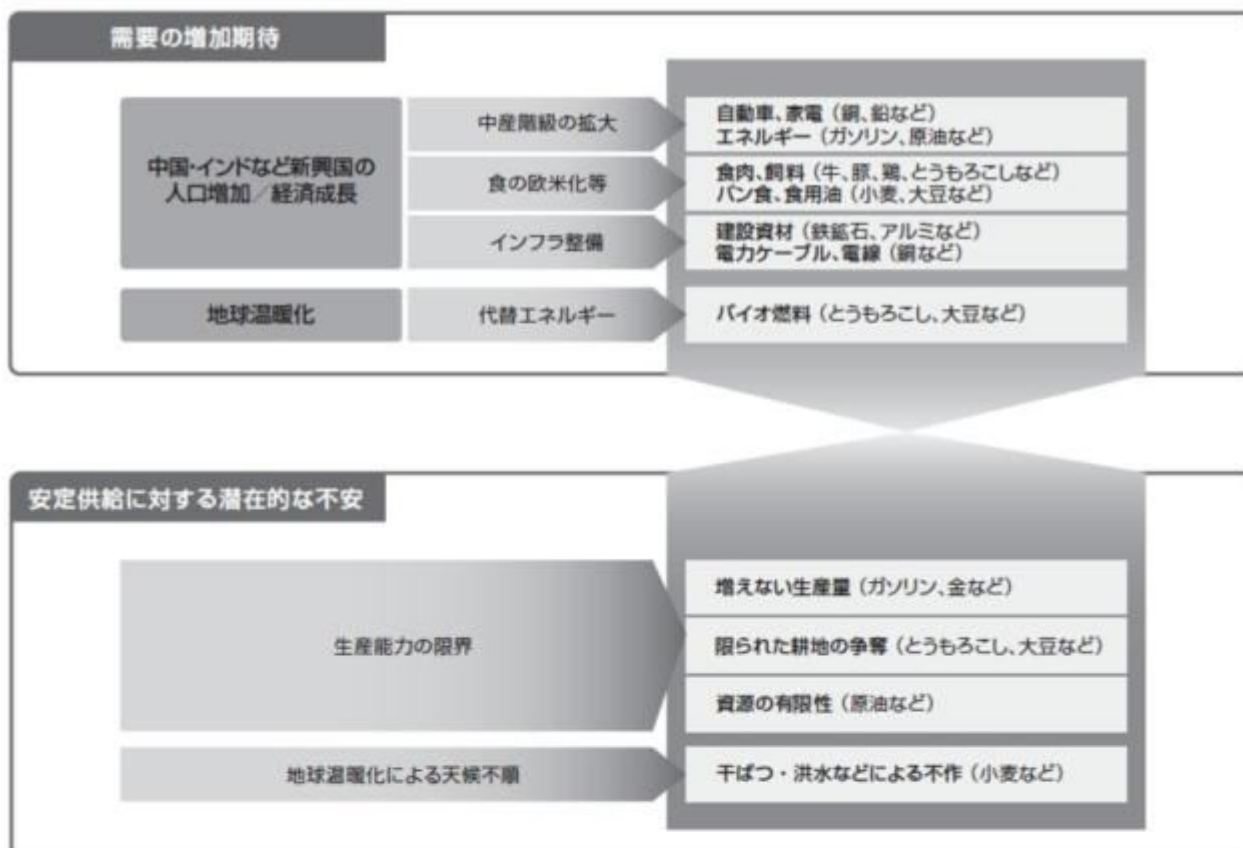 需要の増加期待
中国・インドなど新興国の
人口増加／経済成長
中産階級の拡大
自動車、家電（銅、鉛など）
エネルギー（ガソリン、原油など）
食の欧米化等
食肉、飼料（牛、豚、鶏、とうもろこしなど）
パン食、食用油（小麦、大豆など）
インフラ整備
建設資材（鉄鉱石、アルミなど）
電力ケーブル、電線（銅など）
地球温暖化
代替エネルギー
バイオ燃料（とうもろこし、大豆など）
安定供給に対する潜在的な不安
生産能力の限界
増えない生産量（ガソリン、金など）
限られた耕地の争奪（とうもろこし、大豆など）
資源の有限性（原油など）
地球温暖化による天候不順
干ばつ・洪水などによる不作（小麦など）